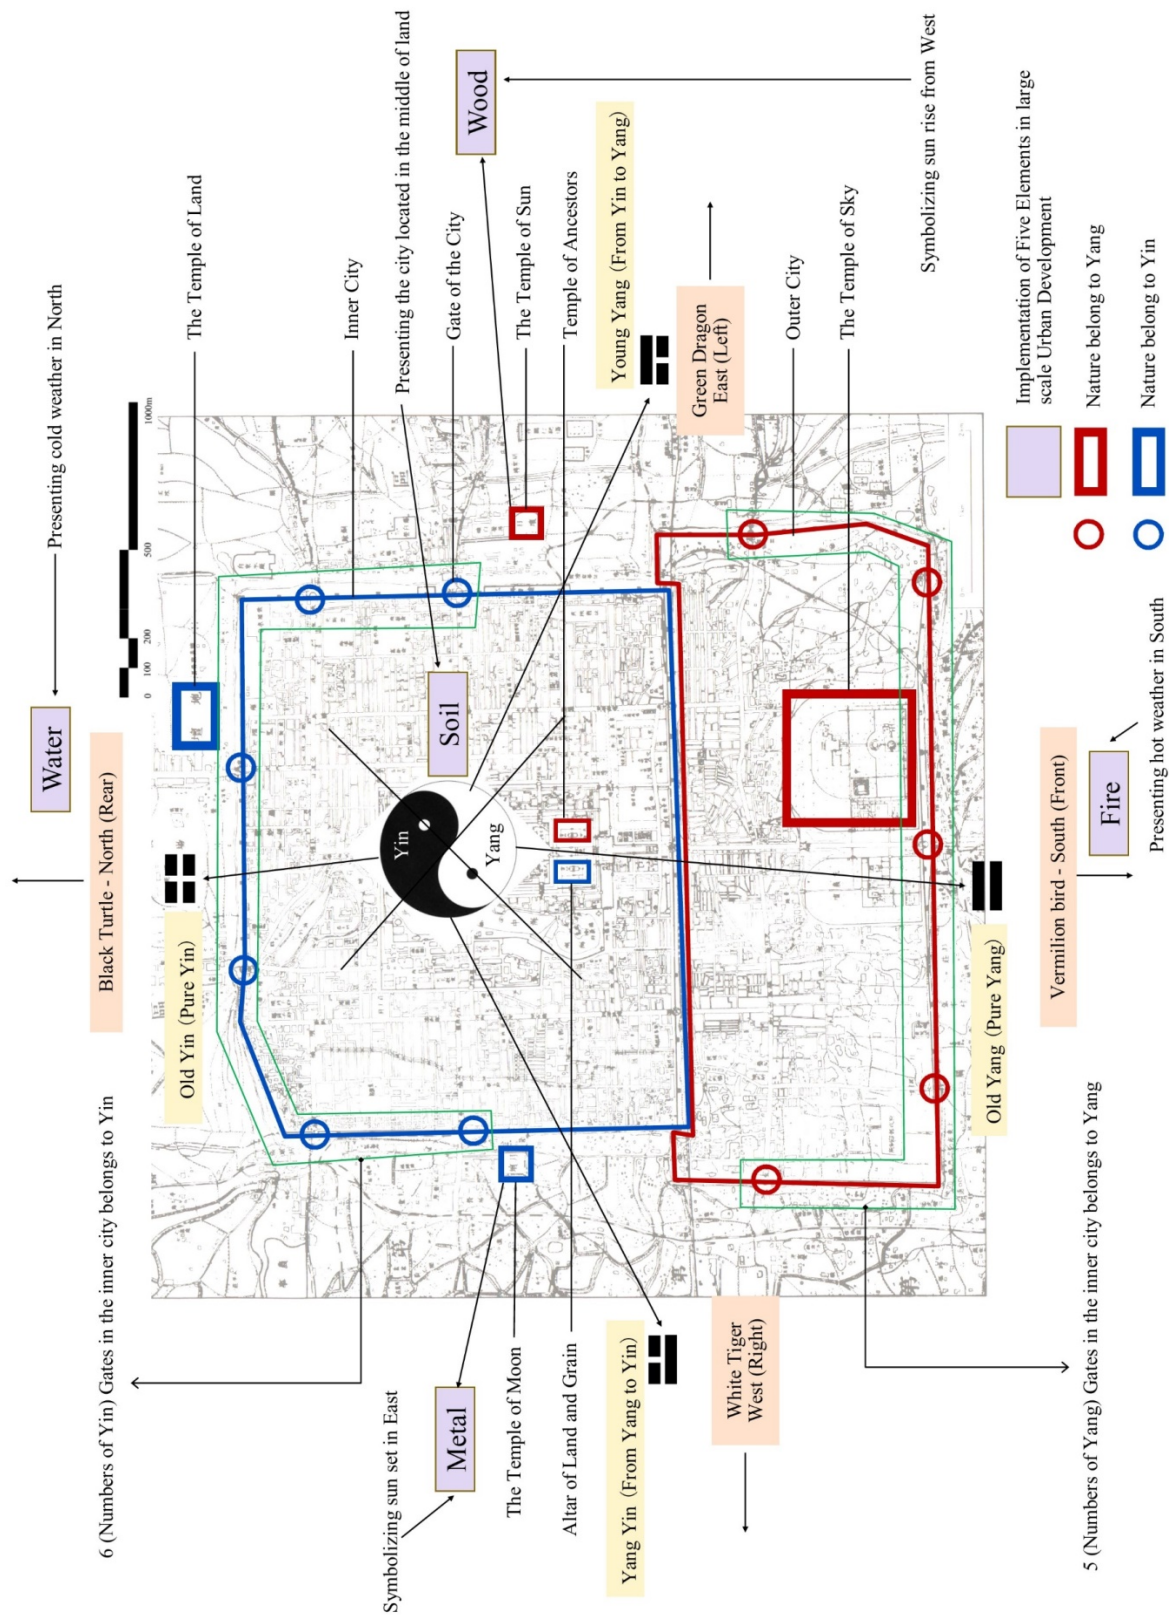 6 (Numbers of Yin) Gates in the inner city belongs to Yin
Black Turtle - North (Rear)
Water
Presenting cold weather in North
Old Yin (Pure Yin)
0 100 200 500 1000m
The Temple of Land
Inner City
Presenting the city located in the middle of land
Gate of the City
Wood
The Temple of Sun
Temple of Ancestors
Young Yang (From Yin to Yang)
Green Dragon
East (Left)
Symbolizing sun rise from West
Outer City
The Temple of Sky
Soil
Yin
Yang
Symbolizing sun set in East
Metal
The Temple of Moon
Altar of Land and Grain
Yang Yin (From Yang to Yin)
White Tiger
West (Right)
Old Yang (Pure Yang)
Vermilion bird - South (Front)
Fire
Presenting hot weather in South
5 (Numbers of Yang) Gates in the inner city belongs to Yang
Implementation of Five Elements in large
scale Urban Development
Nature belong to Yang
Nature belong to Yin